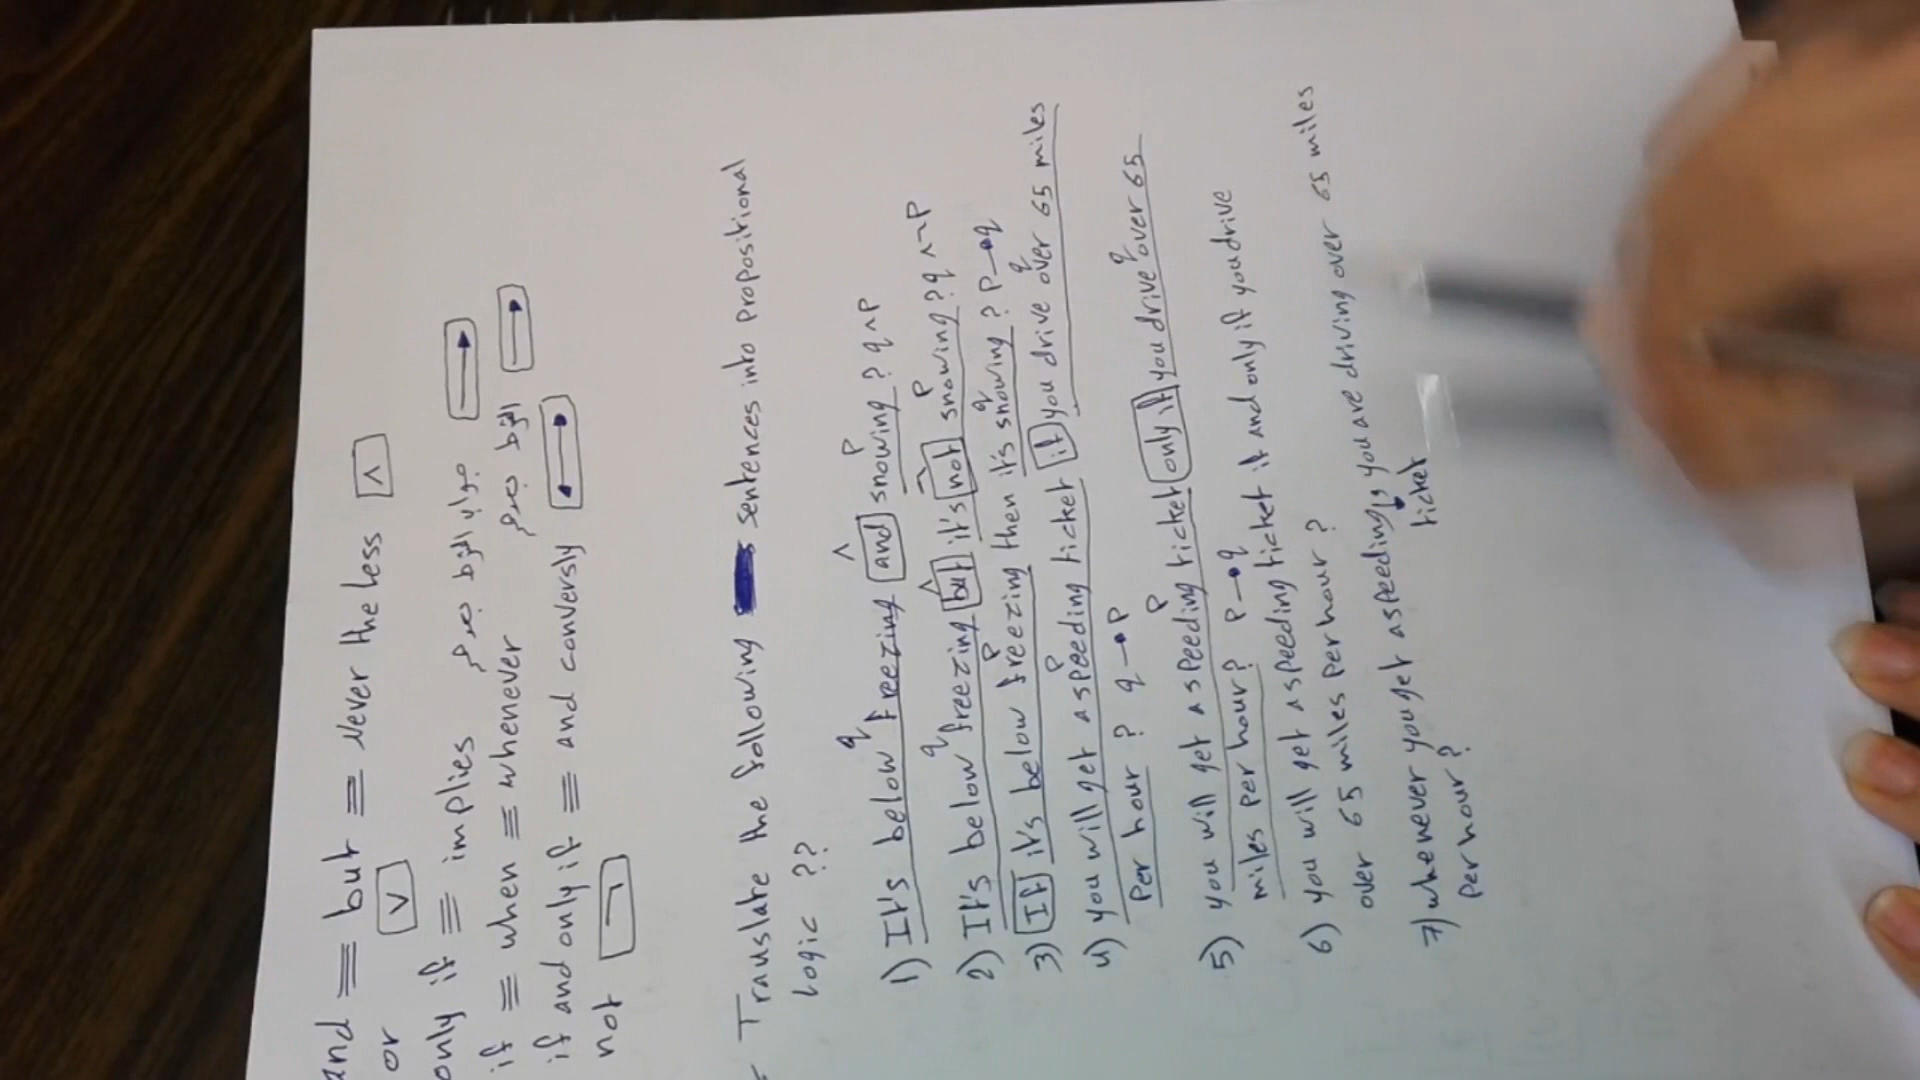 and ≡ but ≡ Never the less ∧
or ∨
only if ≡ implies
if ≡ when ≡ whenever
if and only if ≡ and conversly ↔
not ¬
Translate the following sentences into propositional
Logic ??
1) It's below freezing and snowing? q ∧ P
2) It's below freezing but it's not snowing? q ∧ ¬ P
3) If it's below freezing then it's snowing? P → q
4) you will get a speeding ticket if you drive over 65 miles
Per hour? q → P
5) you will get a speeding ticket only if you drive over 65
miles per hour? P → q
6) you will get a speeding ticket if and only if you drive
over 65 miles per hour?
7) whenever you get a speeding ticket you are driving over 65 miles
per hour?